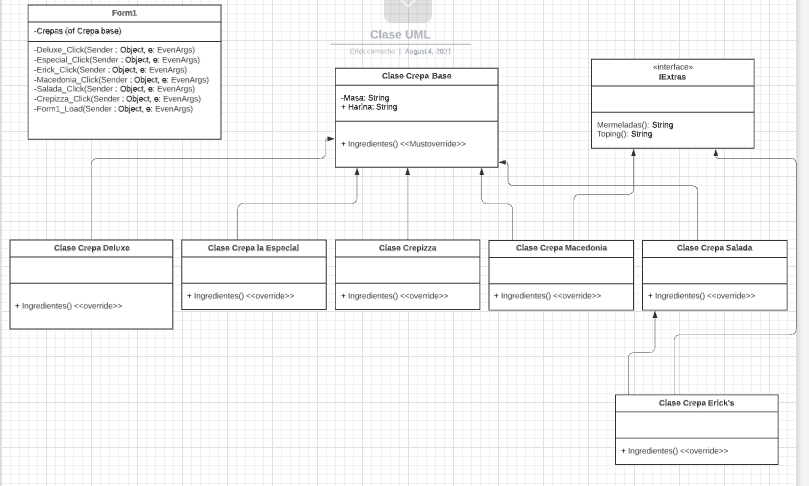 Form1
-Crepas (of Crepa base)
-Deluxe_Click(Sender : Object, e: EvenArgs)
-Especial_Click(Sender : Object, e: EvenArgs)
-Erick_Click(Sender : Object, e: EvenArgs)
-Macedonia_Click(Sender : Object, e: EvenArgs)
-Salada_Click(Sender : Object, e: EvenArgs)
-Crepizza_Click(Sender : Object, e: EvenArgs)
-Form1_Load(Sender : Object, e: EvenArgs)
Clase UML
Erick camacho | August 4, 2021
Clase Crepa Base
-Masa: String
+ Harina: String
+ Ingredientes() <<Mustoverride>>
«interface»
IExtras
Mermeladas(): String
Toping(): String
Clase Crepa Deluxe
+ Ingredientes() <<override>>
Clase Crepa la Especial
+ Ingredientes() <<override>>
Clase Crepizza
+ Ingredientes() <<override>>
Clase Crepa Macedonia
+ Ingredientes() <<override>>
Clase Crepa Salada
+ Ingredientes() <<override>>
Clase Crepa Erick's
+ Ingredientes() <<override>>